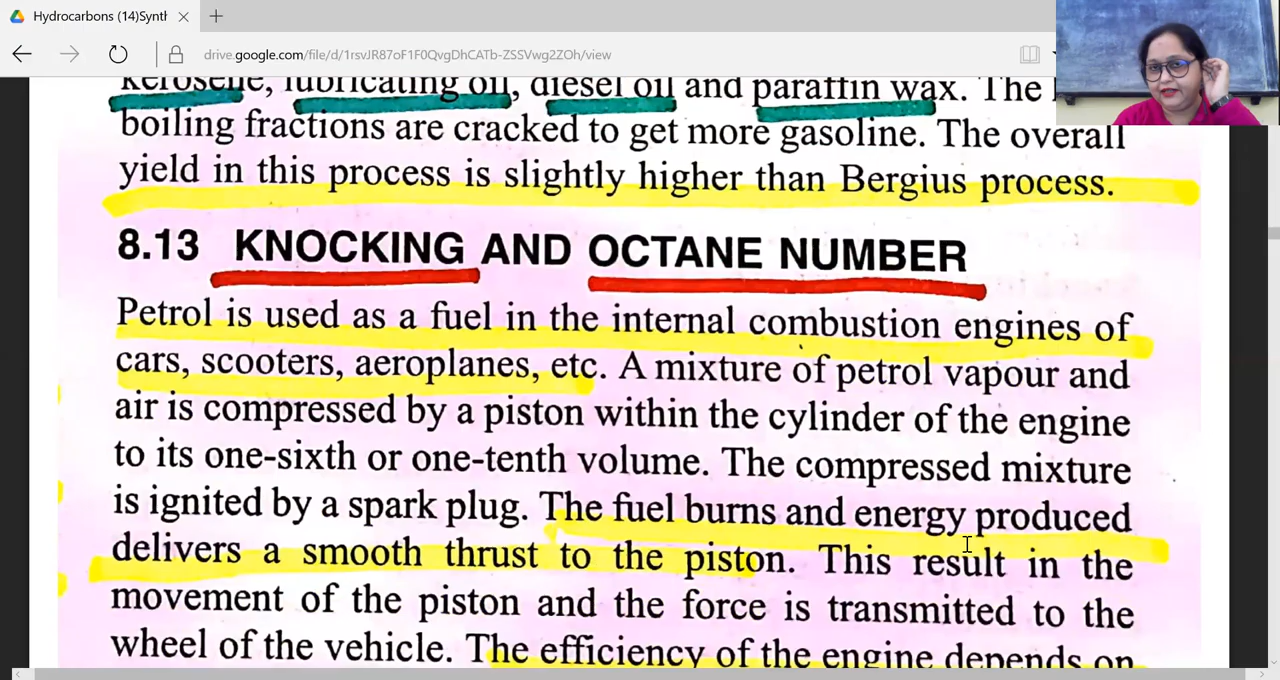 Hydrocarbons (14)Synth
drive.google.com/file/d/1rsvJR87oF1F0QvgDhCATb-ZSSVwg2ZOh/view
kerosene, lubricating oil, diesel oil and paraffin wax. The
boiling fractions are cracked to get more gasoline. The overall
yield in this process is slightly higher than Bergius process.
8.13 KNOCKING AND OCTANE NUMBER
Petrol is used as a fuel in the internal combustion engines of
cars, scooters, aeroplanes, etc. A mixture of petrol vapour and
air is compressed by a piston within the cylinder of the engine
to its one-sixth or one-tenth volume. The compressed mixture
is ignited by a spark plug. The fuel burns and energy produced
delivers a smooth thrust to the piston. This result in the
movement of the piston and the force is transmitted to the
wheel of the vehicle. The efficiency of the engine depends on